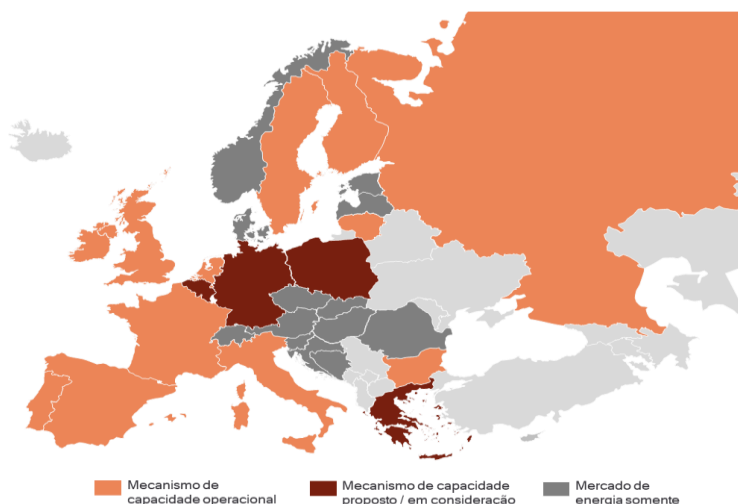 Mecanismo de
capacidade operacional
Mecanismo de capacidade
proposto / em consideração
Mercado de
energia somente